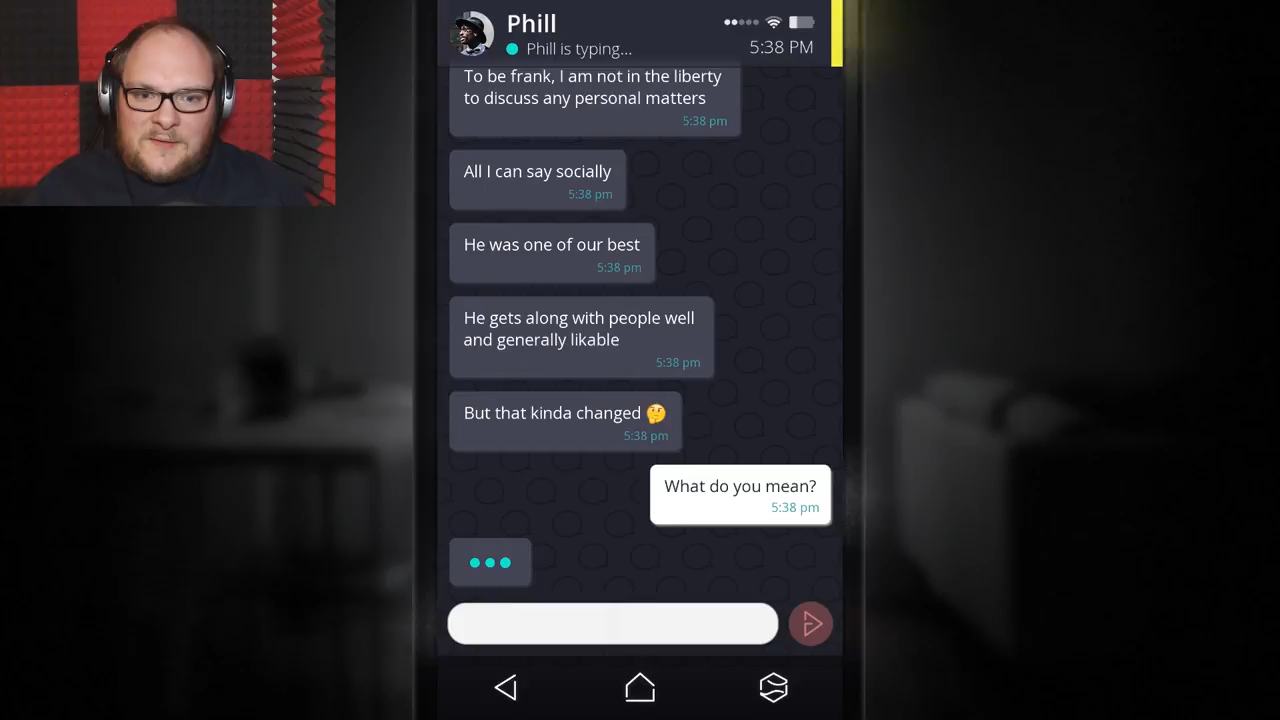 Phill
Phill is typing...
5:38 PM
To be frank, I am not in the liberty
to discuss any personal matters
5:38 pm
All I can say socially
5:38 pm
He was one of our best
5:38 pm
He gets along with people well
and generally likable
5:38 pm
But that kinda changed 🤔
5:38 pm
What do you mean?
5:38 pm